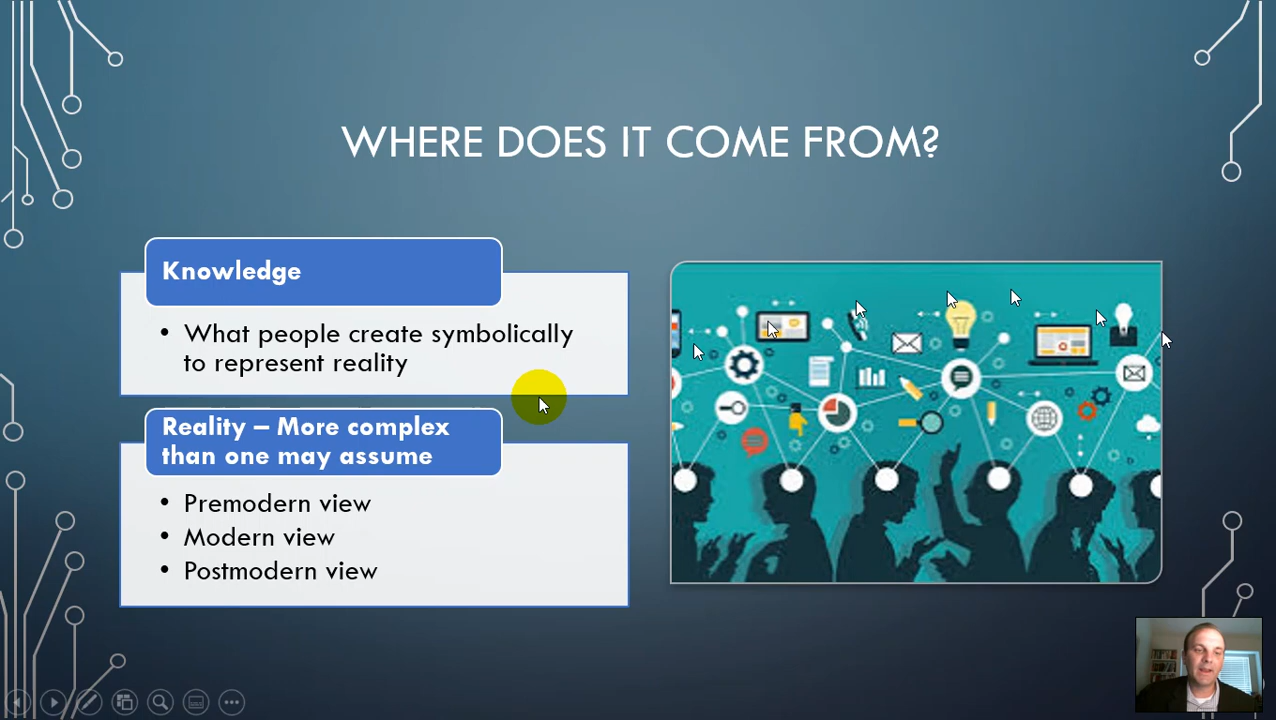 WHERE DOES IT COME FROM?
Knowledge
• What people create symbolically
to represent reality
Reality – More complex
than one may assume
• Premodern view
• Modern view
• Postmodern view